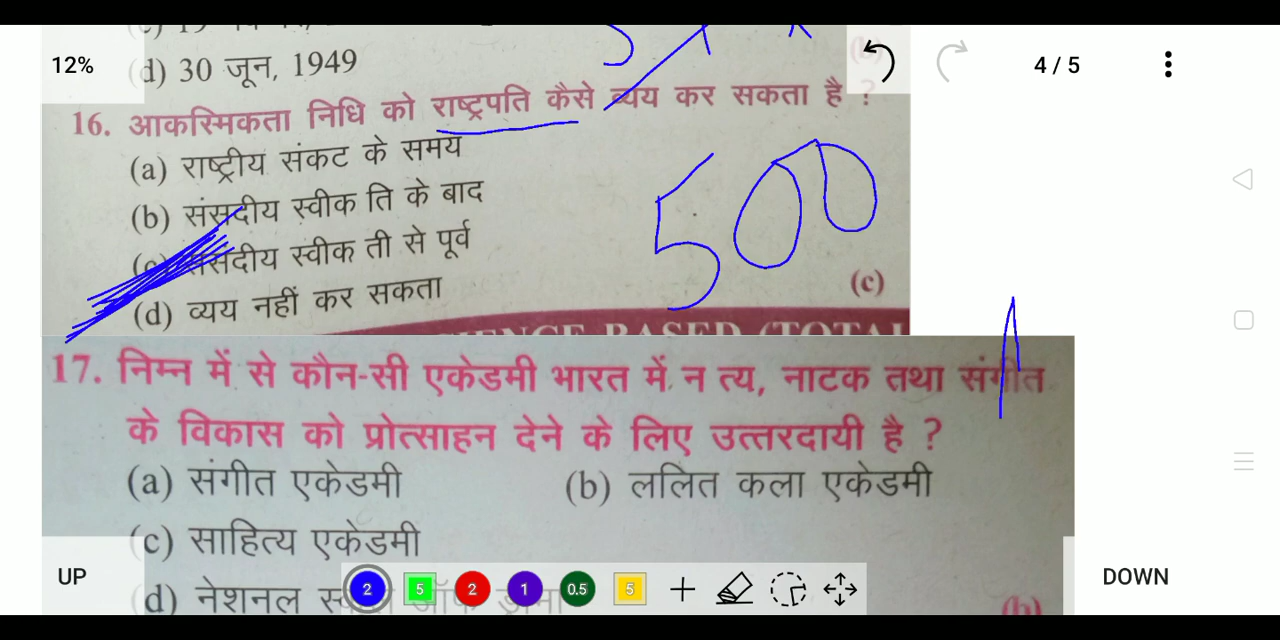 12%
(d) 30 जून, 1949
4 / 5
16. आकस्मिकता निधि को राष्ट्रपति कैसे व्यय कर सकता है ?
(a) राष्ट्रीय संकट के समय
(b) संसदीय स्वीक ति के बाद
संसदीय स्वीक ती से पूर्व
500
(d) व्यय नहीं कर सकता
(c)
BASED (TOTAL
17. निम्न में से कौन-सी एकेडमी भारत में न त्य, नाटक तथा संगीत
के विकास को प्रोत्साहन देने के लिए उत्तरदायी है ?
(a) संगीत एकेडमी (b) ललित कला एकेडमी
(c) साहित्य एकेडमी
UP
2 5 2 1 0.5 5
DOWN
(d) नेशनल
(b)